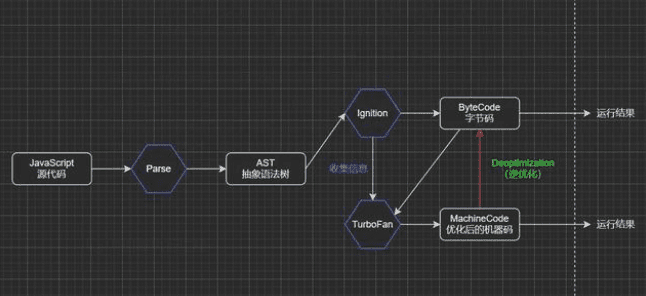 JavaScript
源代码
Parse
AST
抽象语法树
Ignition
收集信息
TurboFan
ByteCode
字节码
Deoptimization
（逆优化）
MachineCode
优化后的机器码
运行结果
运行结果